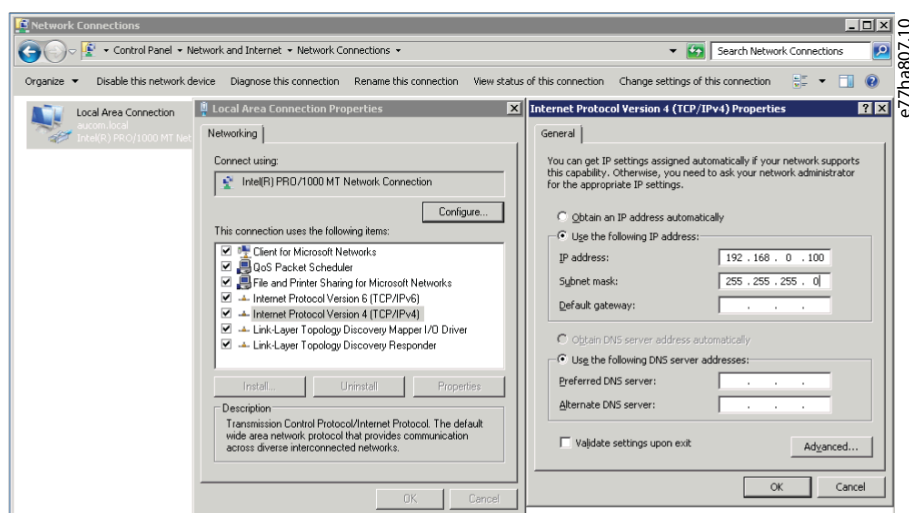 Network Connections
Control Panel Network and Internet Network Connections
Search Network Connections
Organize Disable this network device Diagnose this connection Rename this connection View status of this connection Change settings of this connection
Local Area Connection
aucom.local
Intel(R) PRO/1000 MT Net
Local Area Connection Properties
Networking
Connect using:
Intel(R) PRO/1000 MT Network Connection
Configure...
This connection uses the following items:
Client for Microsoft Networks
QoS Packet Scheduler
File and Printer Sharing for Microsoft Networks
Internet Protocol Version 6 (TCP/IPv6)
Internet Protocol Version 4 (TCP/IPv4)
Link-Layer Topology Discovery Mapper I/O Driver
Link-Layer Topology Discovery Responder
Install... Uninstall Properties
Description
Transmission Control Protocol/Internet Protocol. The default
wide area network protocol that provides communication
across diverse interconnected networks.
OK Cancel
Internet Protocol Version 4 (TCP/IPv4) Properties
General
You can get IP settings assigned automatically if your network supports
this capability. Otherwise, you need to ask your network administrator
for the appropriate IP settings.
Obtain an IP address automatically
Use the following IP address:
IP address: 192 . 168 . 0 . 100
Subnet mask: 255 . 255 . 255 . 0
Default gateway: . . .
Obtain DNS server address automatically
Use the following DNS server addresses:
Preferred DNS server: . . .
Alternate DNS server: . . .
Validate settings upon exit
Advanced...
OK Cancel
e77ha807.10